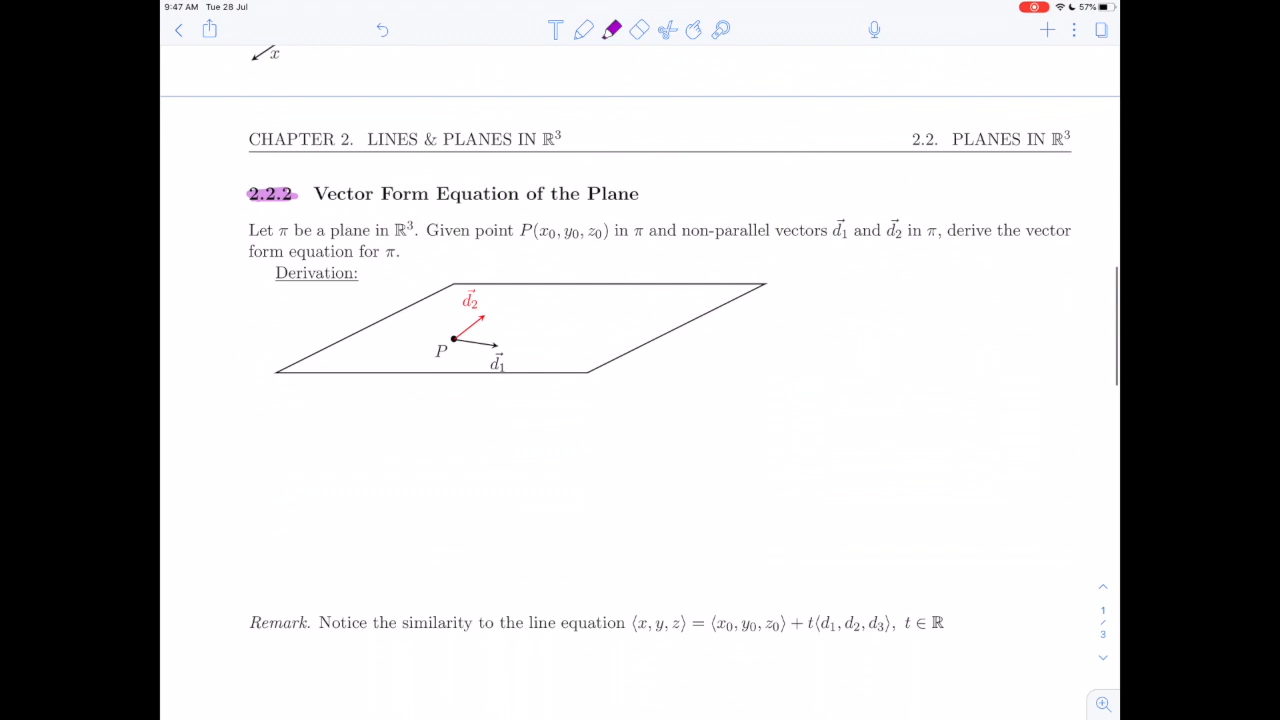 9:47 AM Tue 28 Jul
57%
x
CHAPTER 2. LINES & PLANES IN ℝ³
2.2. PLANES IN ℝ³
2.2.2 Vector Form Equation of the Plane
Let π be a plane in ℝ³. Given point P(x₀, y₀, z₀) in π and non-parallel vectors d⃗₁ and d⃗₂ in π, derive the vector
form equation for π.
Derivation:
d⃗₂
P
d⃗₁
Remark. Notice the similarity to the line equation ⟨x, y, z⟩ = ⟨x₀, y₀, z₀⟩ + t⟨d₁, d₂, d₃⟩, t ∈ ℝ
1
/
3